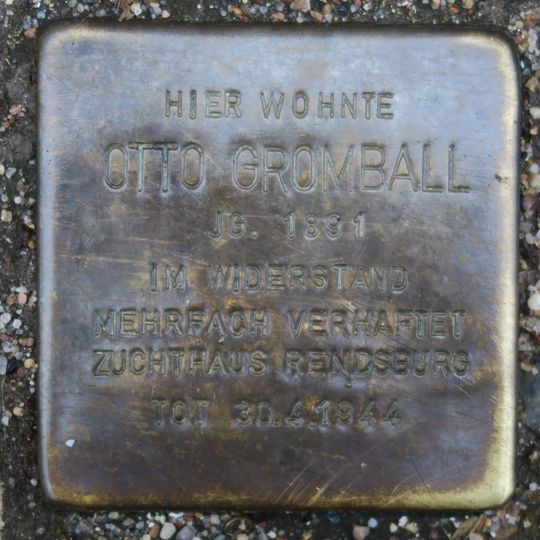 HIER WOHNTE
OTTO GROMBALL
JG. 1891
IM WIDERSTAND
MEHRFACH VERHAFTET
ZUCHTHAUS RENDSBURG
TOT 30.4.1944